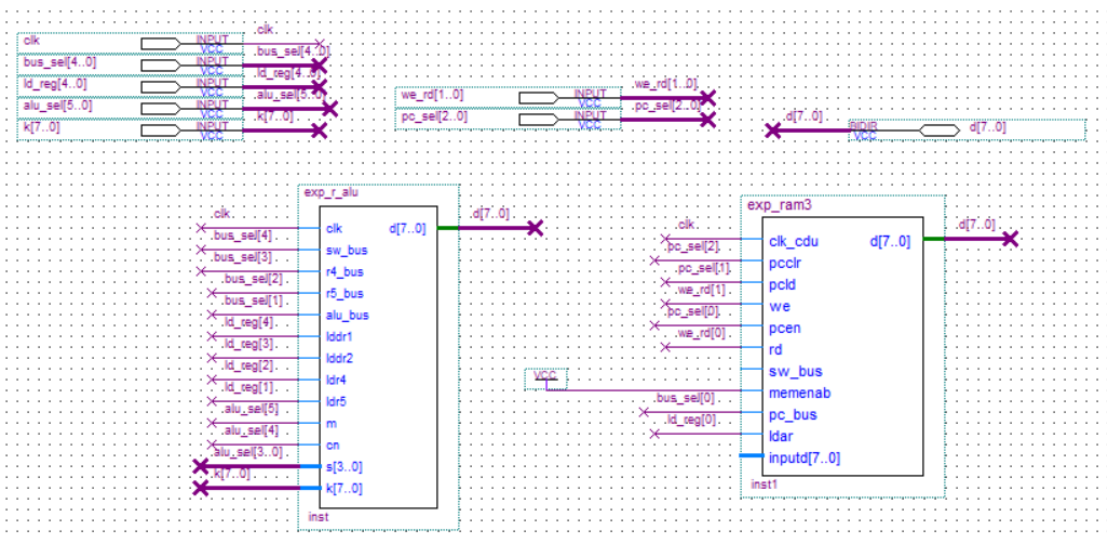 clk INPUT VCC clk
bus_sel[4..0] INPUT VCC bus_sel[4..0]
ld_reg[4..0] INPUT VCC ld_reg[4..0]
alu_sel[5..0] INPUT VCC alu_sel[5..0]
k[7..0] INPUT VCC k[7..0]
we_rd[1..0] INPUT VCC we_rd[1..0]
pc_sel[2..0] INPUT VCC pc_sel[2..0]
d[7..0] BIDIR VCC d[7..0]
exp_r_alu
clk clk d[7..0] d[7..0]
bus_sel[4] sw_bus
bus_sel[3] r4_bus
bus_sel[2] r5_bus
bus_sel[1] alu_bus
ld_reg[4] lddr1
ld_reg[3] lddr2
ld_reg[2] ldr4
ld_reg[1] ldr5
alu_sel[5] m
alu_sel[4] cn
alu_sel[3..0] s[3..0]
k[7..0] k[7..0]
inst
exp_ram3
clk clk_cdu d[7..0] d[7..0]
pc_sel[2] pcclr
pc_sel[1] pcld
we_rd[1] we
pc_sel[0] pcen
we_rd[0] rd
sw_bus
VCC memenab
bus_sel[0] pc_bus
ld_reg[0] ldar
inputd[7..0]
inst1